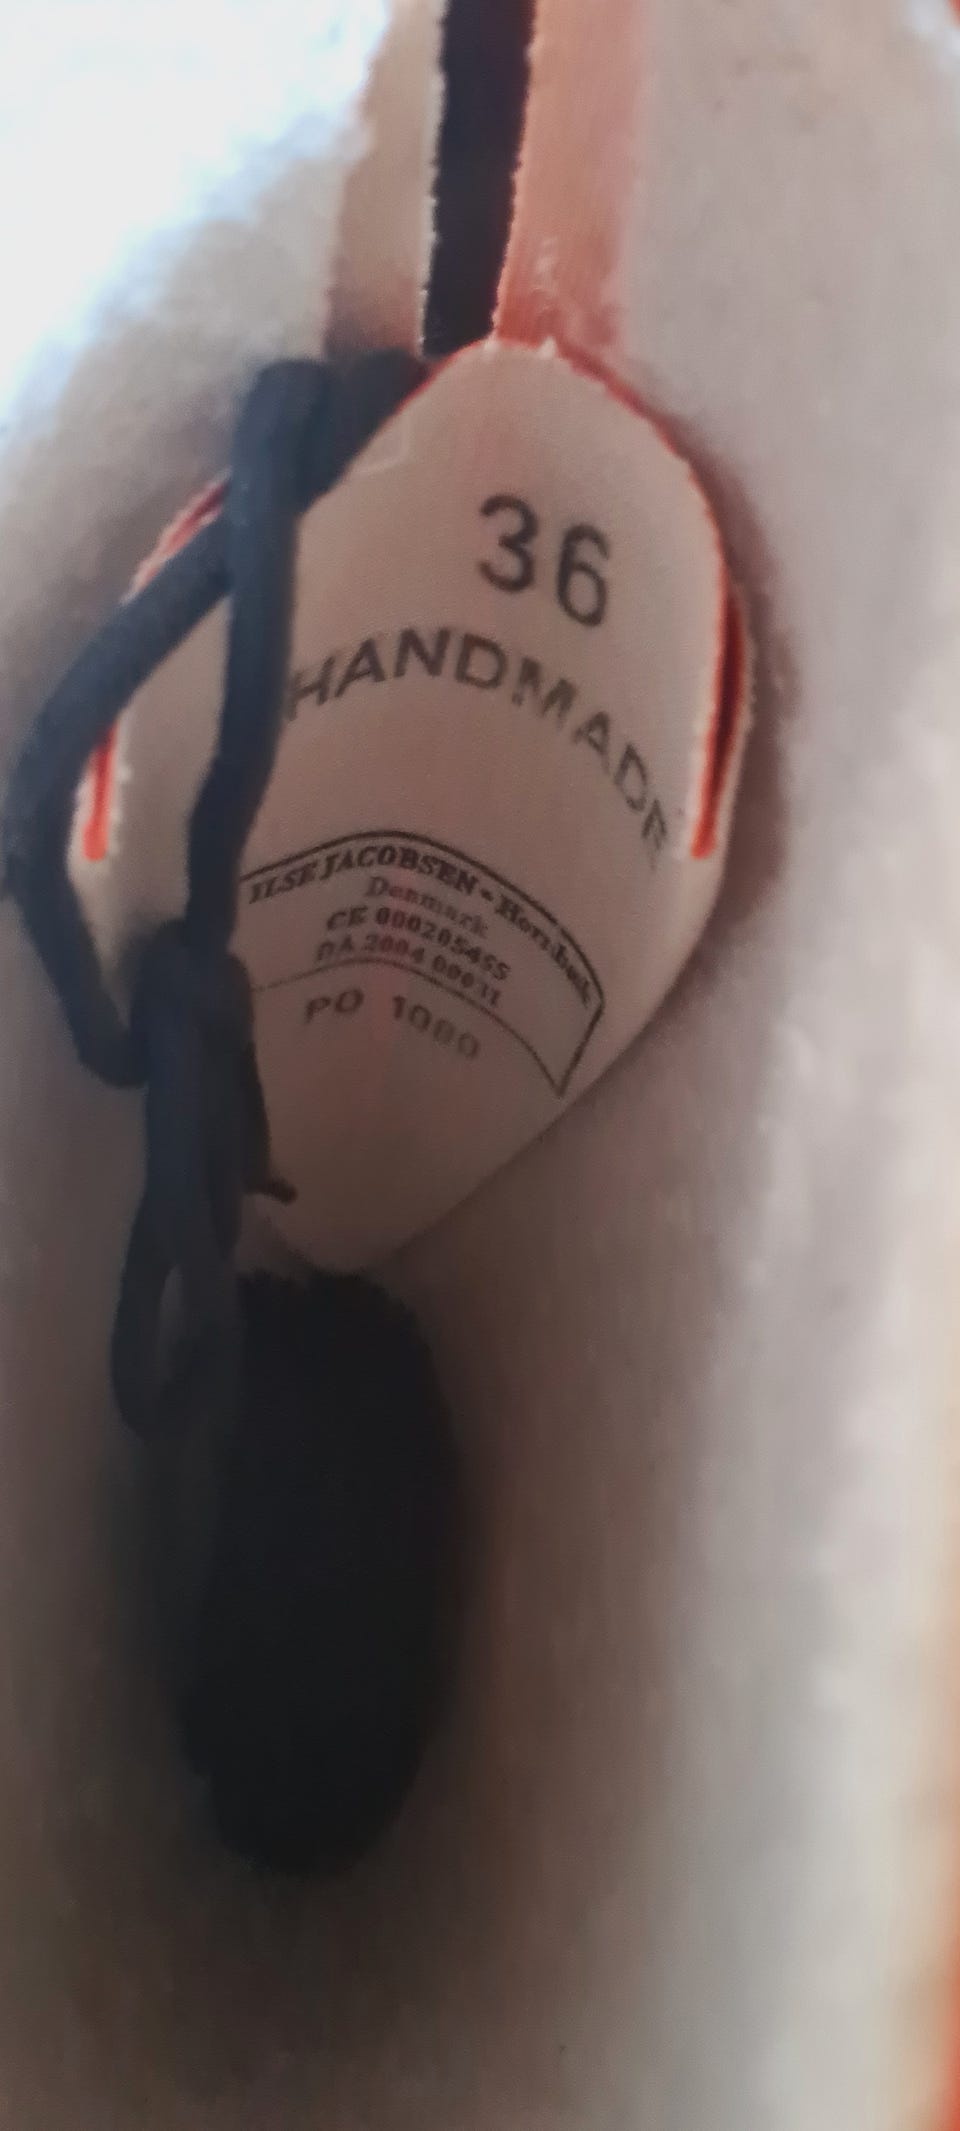 36
HANDMADE
ILSE JACOBSEN - Hornbæk
Denmark
CE 000205455
DA 2004 00031
PO 1080